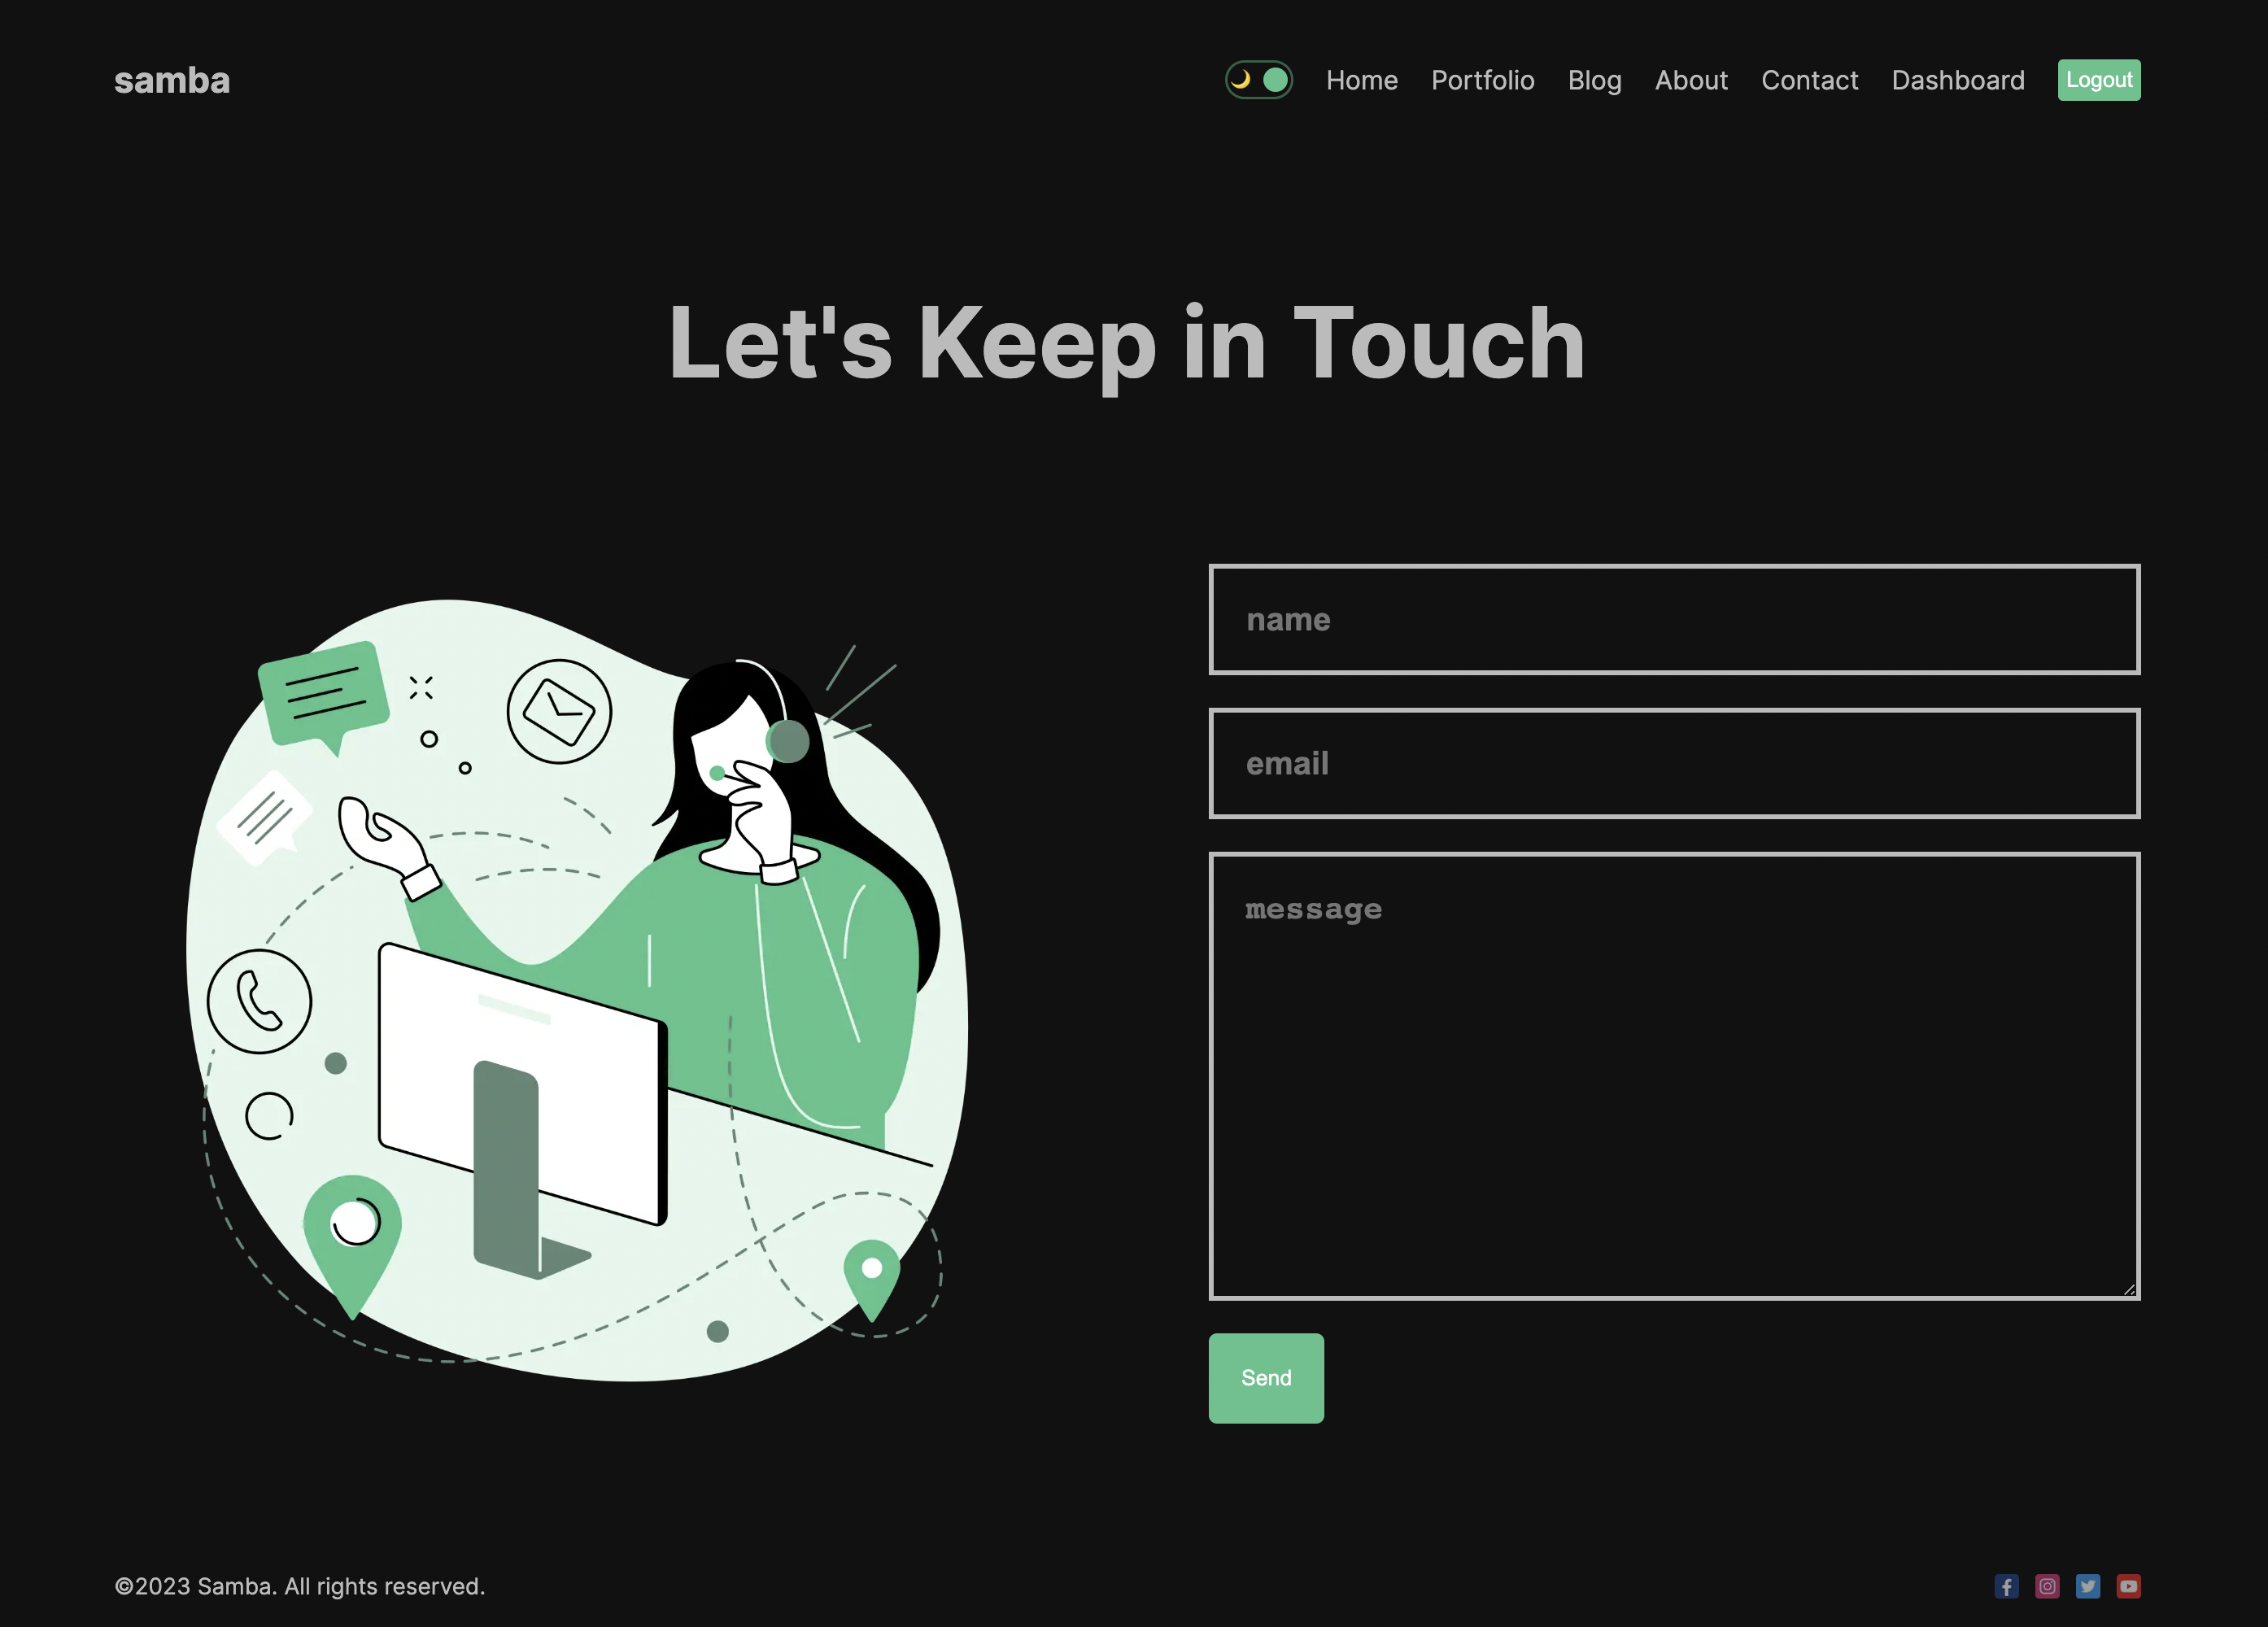 samba
Home Portfolio Blog About Contact Dashboard Logout
Let's Keep in Touch
name
email
message
Send
©2023 Samba. All rights reserved.